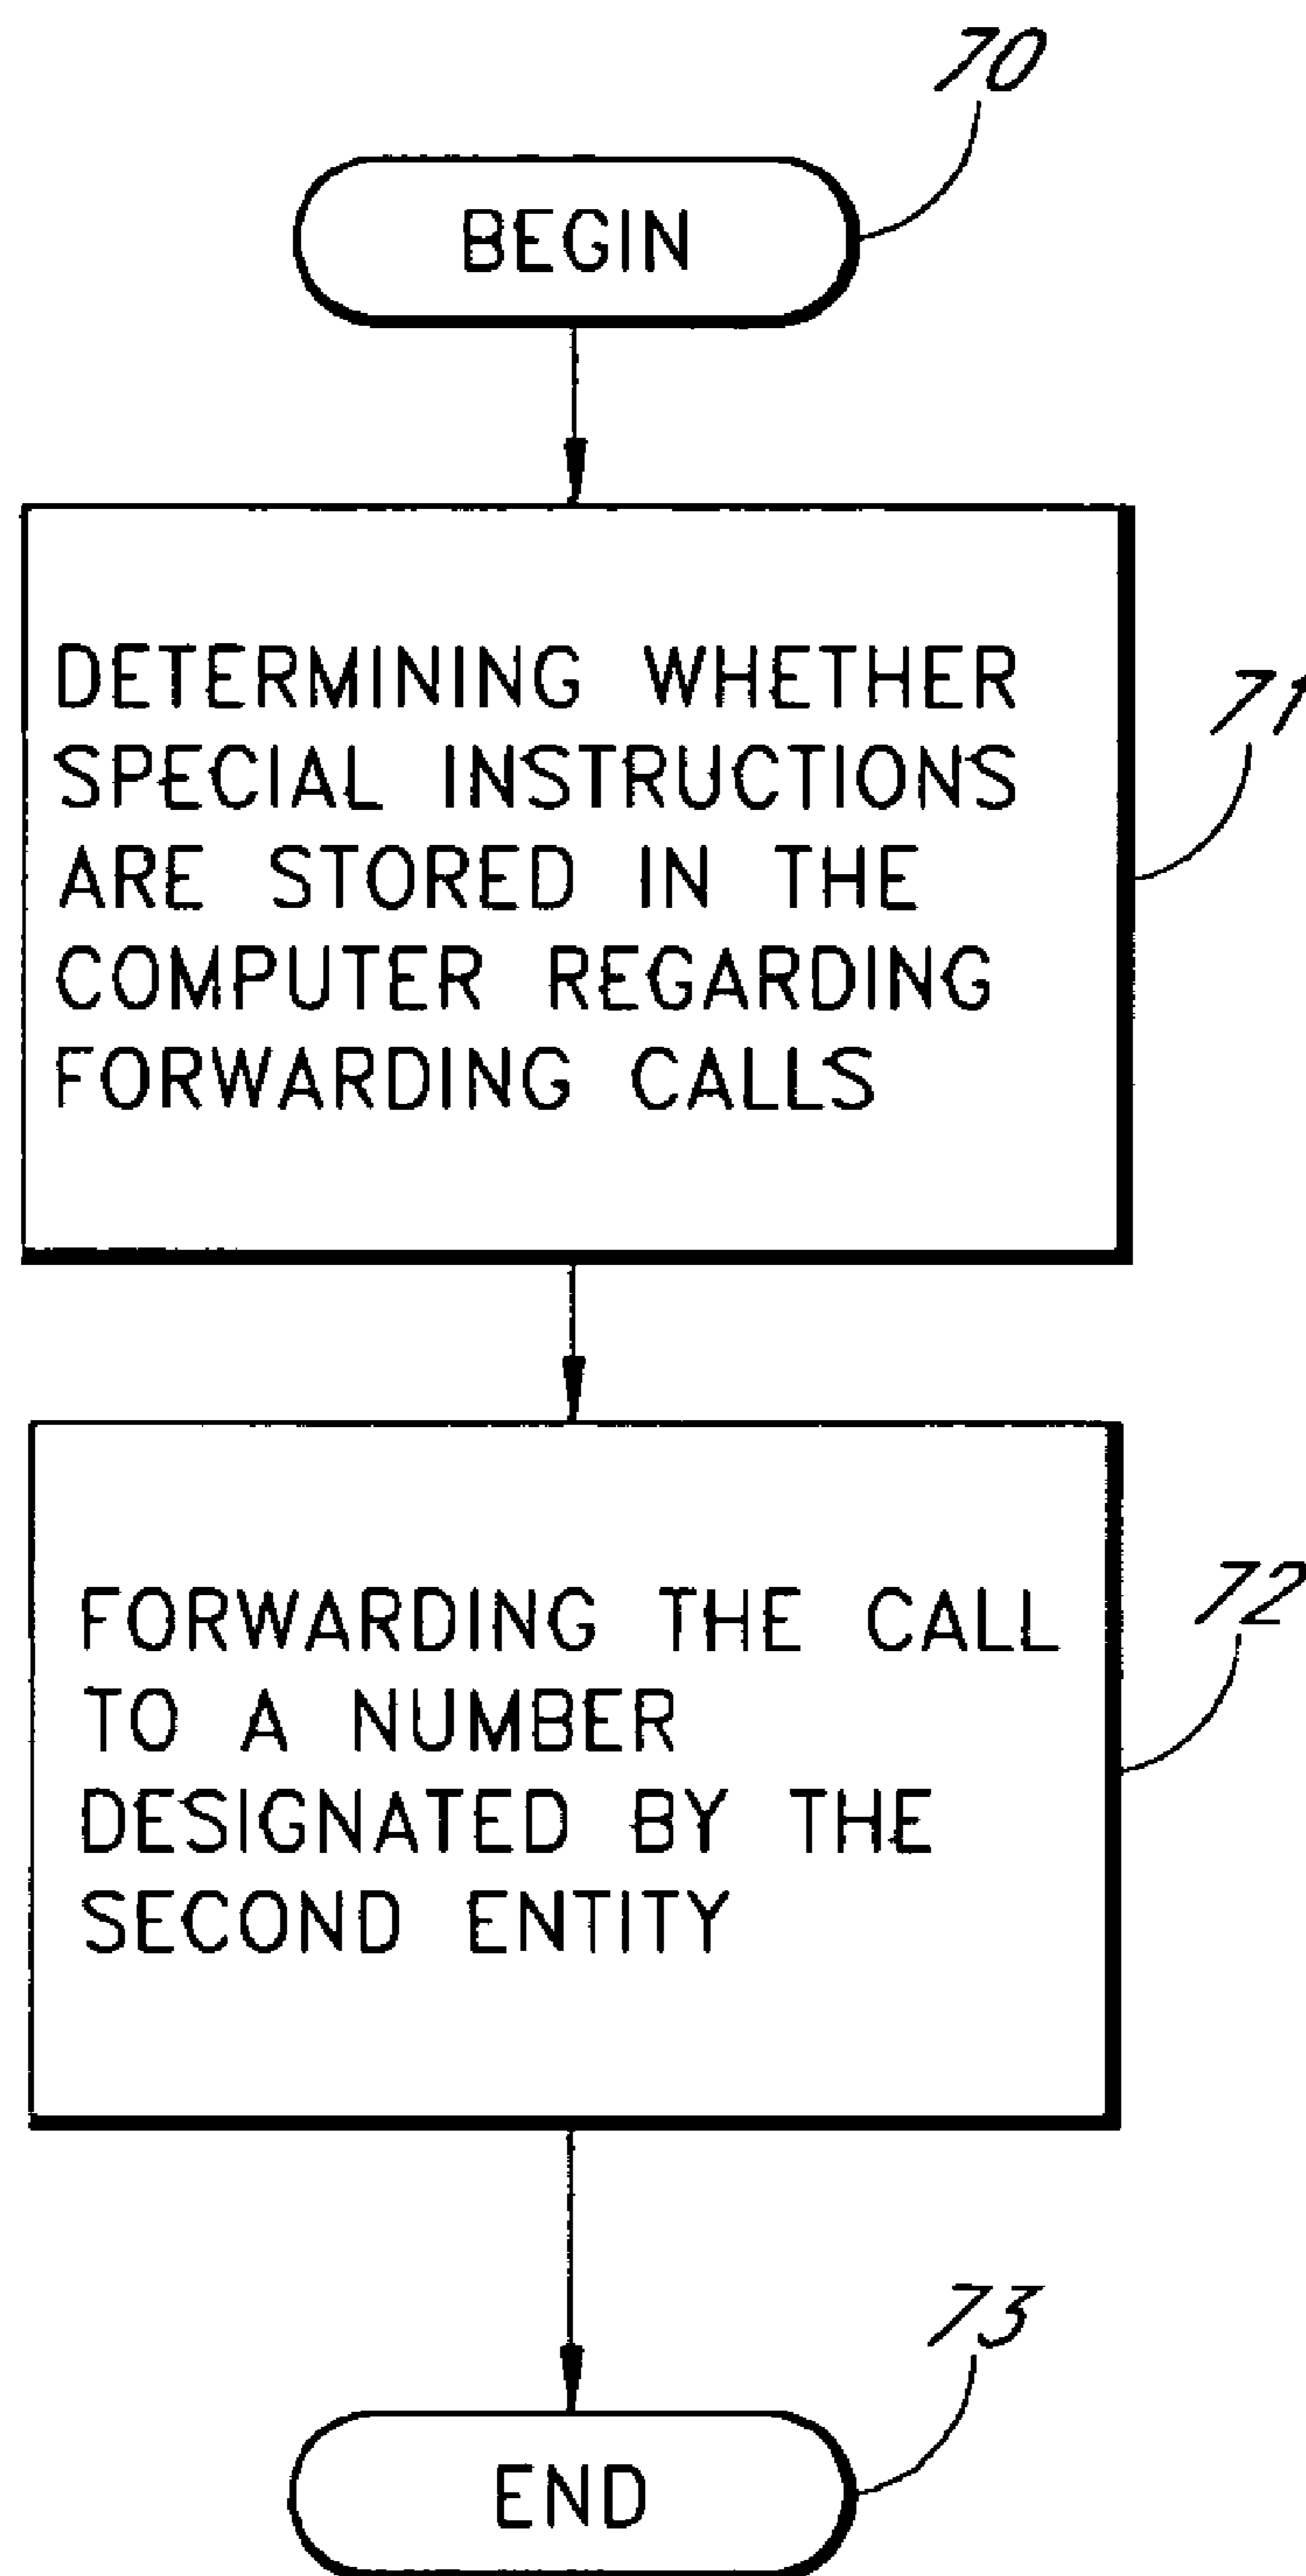 70
BEGIN
DETERMINING WHETHER
SPECIAL INSTRUCTIONS
ARE STORED IN THE
COMPUTER REGARDING
FORWARDING CALLS
71
FORWARDING THE CALL
TO A NUMBER
DESIGNATED BY THE
SECOND ENTITY
72
73
END